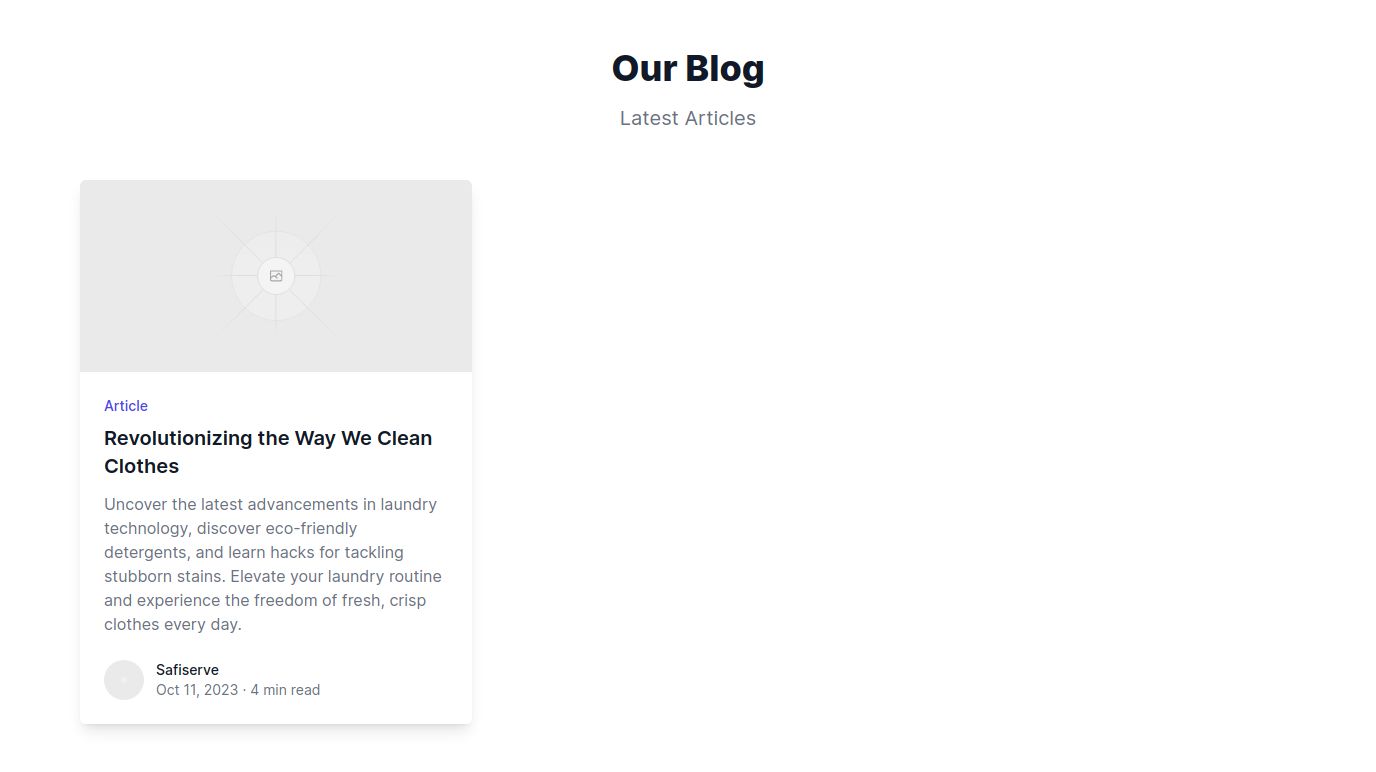 Our Blog
Latest Articles
Article
Revolutionizing the Way We Clean
Clothes
Uncover the latest advancements in laundry
technology, discover eco-friendly
detergents, and learn hacks for tackling
stubborn stains. Elevate your laundry routine
and experience the freedom of fresh, crisp
clothes every day.
Safiserve
Oct 11, 2023 · 4 min read